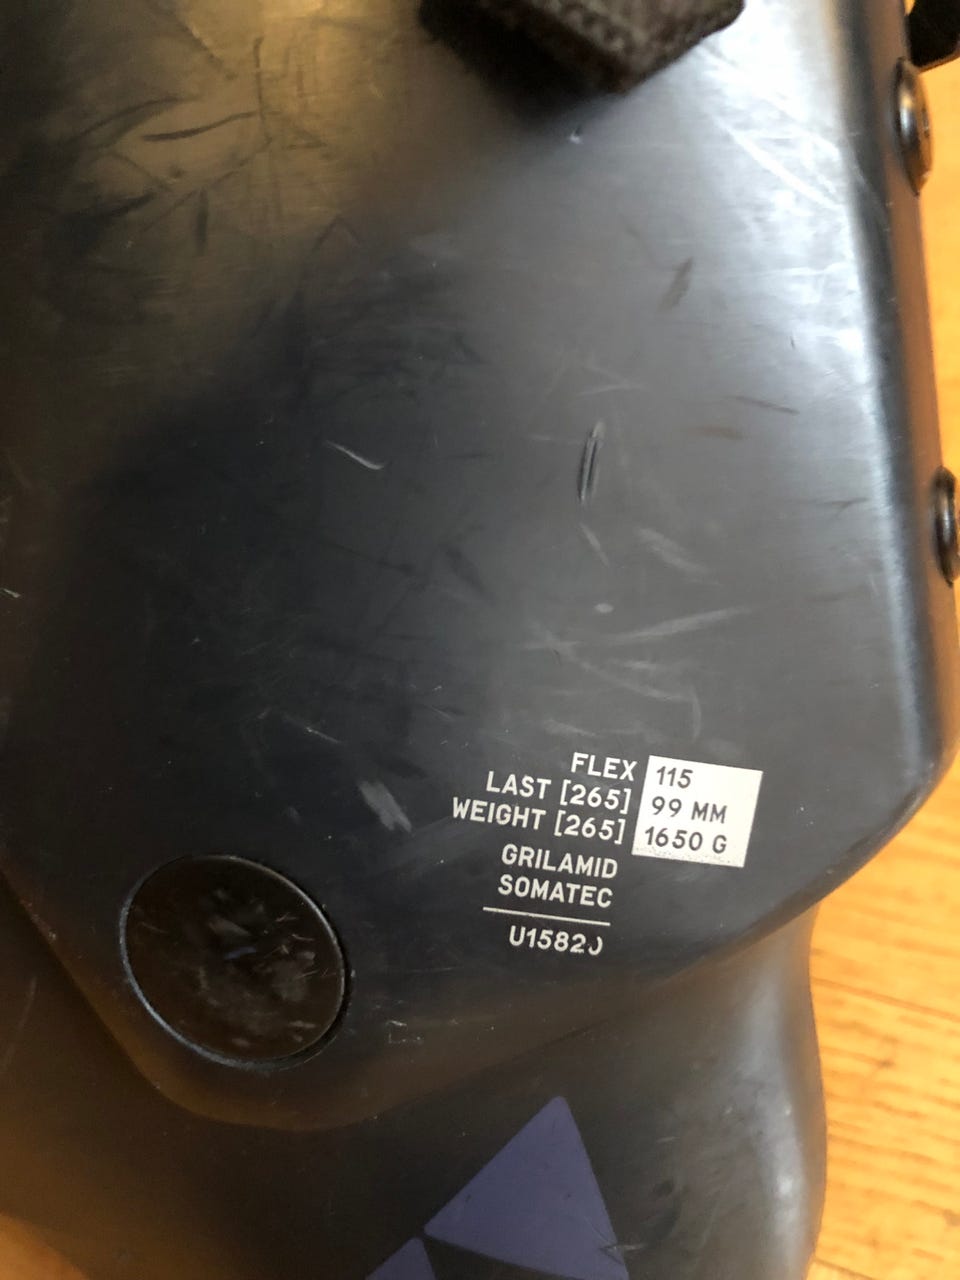 FLEX 115
LAST [265] 99 MM
WEIGHT [265] 1650 G
GRILAMID
SOMATEC